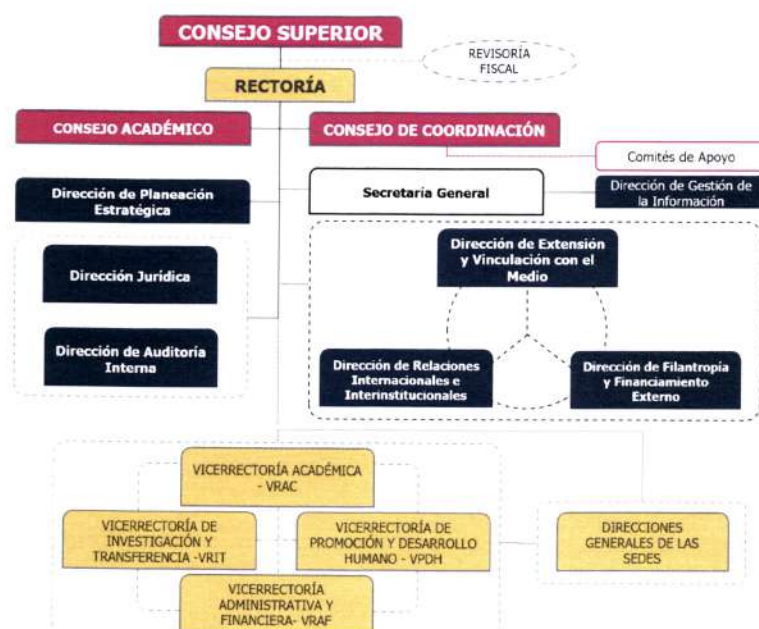 CONSEJO SUPERIOR
REVISORÍA
FISCAL
RECTORÍA
CONSEJO ACADÉMICO
CONSEJO DE COORDINACIÓN
Comités de Apoyo
Dirección de Planeación
Estratégica
Secretaría General
Dirección de Gestión de
la Información
Dirección de Extensión
y Vinculación con el
Medio
Dirección Jurídica
Dirección de Auditoría
Interna
Dirección de Relaciones
Internacionales e
Interinstitucionales
Dirección de Filantropía
y Financiamiento
Externo
VICERRECTORÍA ACADÉMICA
- VRAC
VICERRECTORÍA DE
INVESTIGACIÓN Y
TRANSFERENCIA -VRIT
VICERRECTORÍA DE
PROMOCIÓN Y DESARROLLO
HUMANO - VPDH
DIRECCIONES
GENERALES DE LAS
SEDES
VICERRECTORÍA
ADMINISTRATIVA Y
FINANCIERA- VRAF